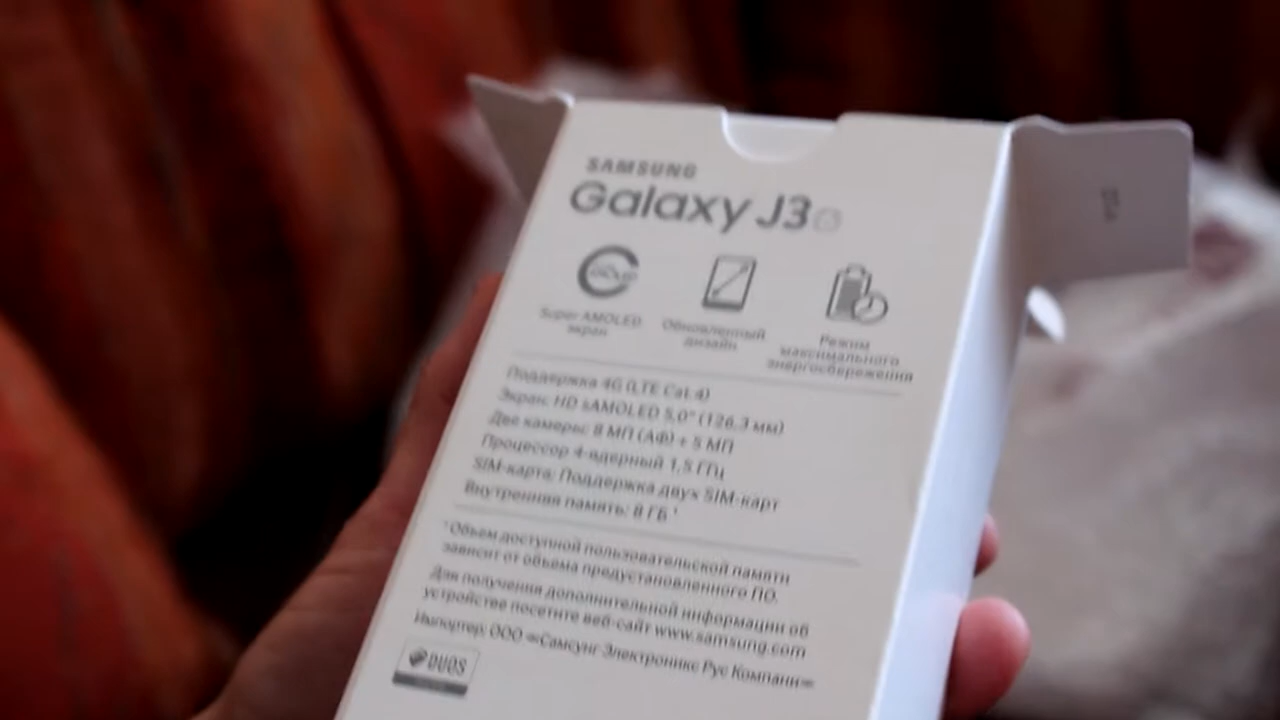 SAMSUNG
Galaxy J3
GOLD
Super AMOLED
экран
Обновленный
дизайн
Режим
максимального
энергосбережения
Поддержка 4G (LTE Cat.4)
Экран: HD sAMOLED 5,0" (126,3 мм)
Две камеры: 8 МП (АФ) + 5 МП
Процессор 4-ядерный 1,5 ГГц
SIM-карта: Поддержка двух SIM-карт
Внутренняя память: 8 ГБ *
*Объем доступной пользовательской памяти
зависит от объема предустановленного ПО.
Для получения дополнительной информации об
устройстве посетите веб-сайт www.samsung.com
Импортер: ООО «Самсунг Электроникс Рус Компани»
DUOS